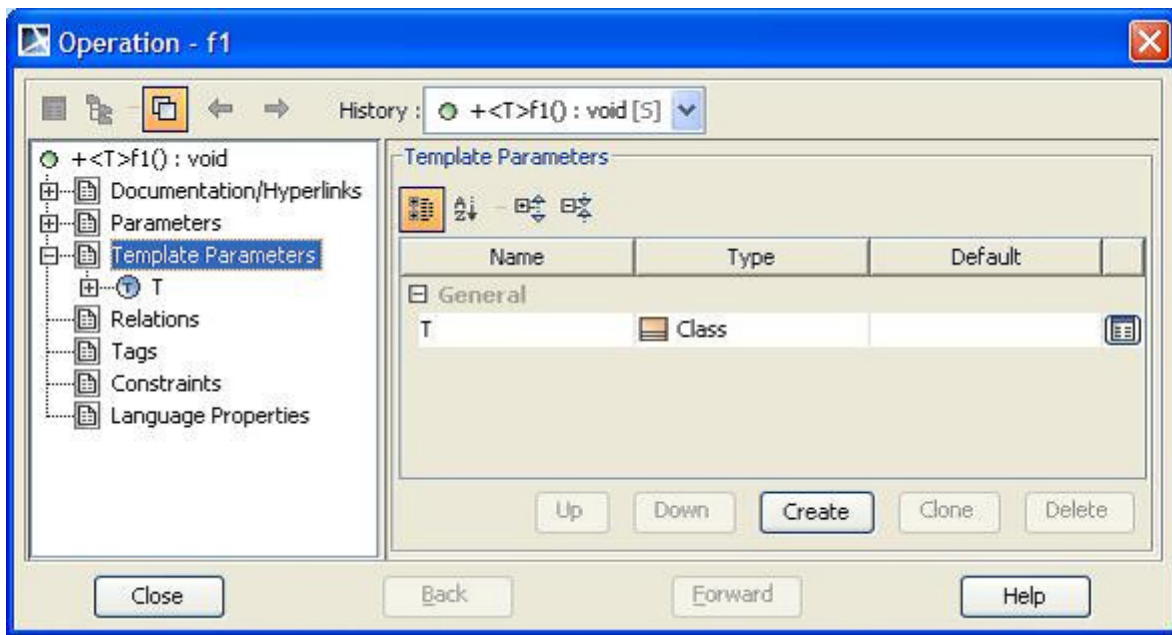 Operation - f1
History : +<T>f1() : void [S]
+<T>f1() : void
Documentation/Hyperlinks
Parameters
Template Parameters
T
Relations
Tags
Constraints
Language Properties
Template Parameters
Name Type Default
General
T Class
Up Down Create Clone Delete
Close Back Forward Help